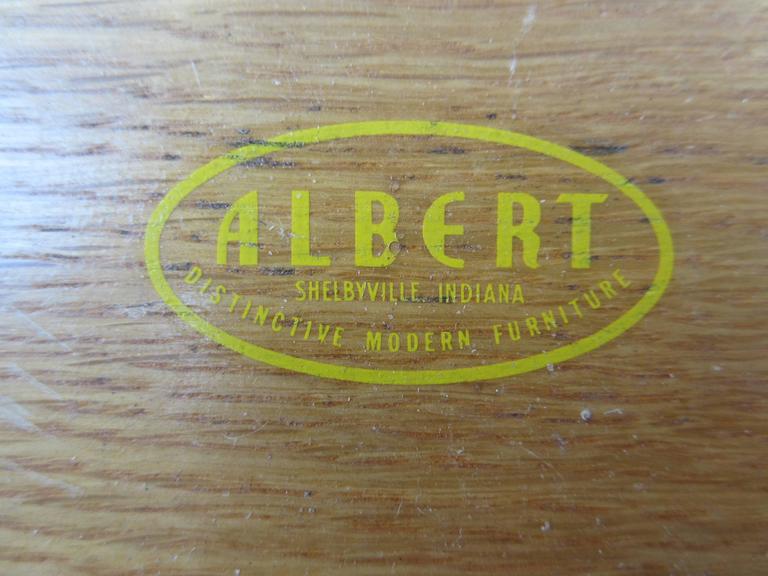 ALBERT
SHELBYVILLE, INDIANA
DISTINCTIVE MODERN FURNITURE